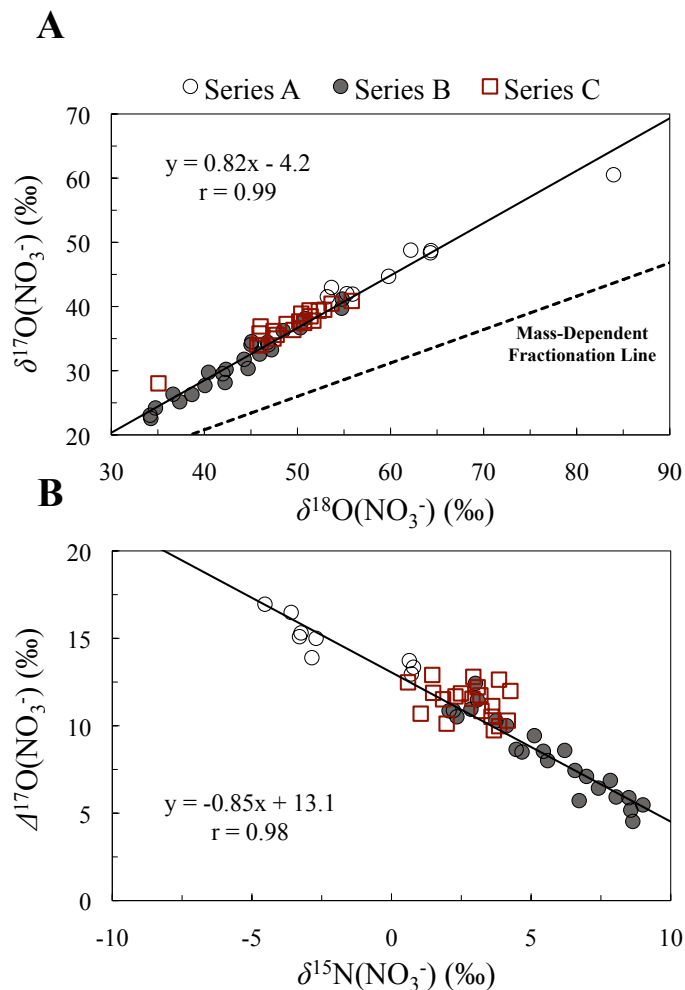 A
Series A Series B Series C
70
60
50
40
30
20
y = 0.82x - 4.2
r = 0.99
Mass-Dependent
Fractionation Line
δ¹⁷O(NO₃⁻) (‰)
30 40 50 60 70 80 90
δ¹⁸O(NO₃⁻) (‰)
B
20
15
10
5
0
y = -0.85x + 13.1
r = 0.98
Δ¹⁷O(NO₃⁻) (‰)
-10 -5 0 5 10
δ¹⁵N(NO₃⁻) (‰)